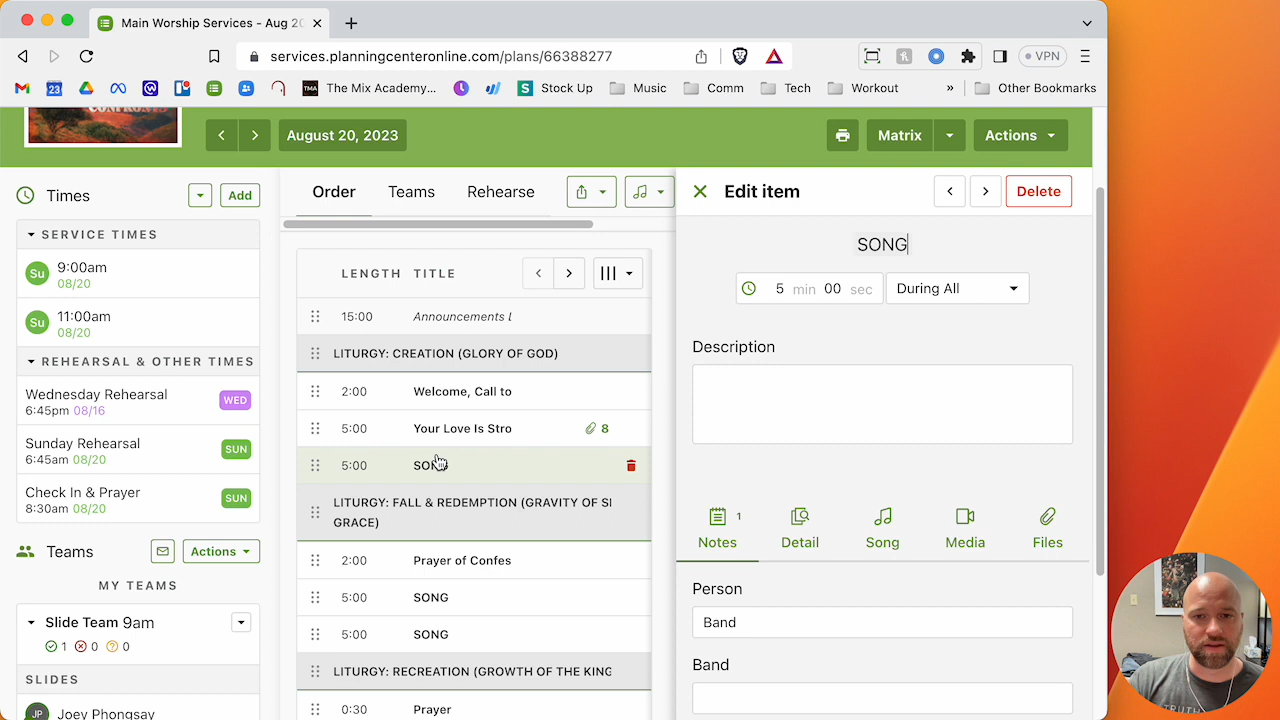 Main Worship Services - Aug 20
services.planningcenteronline.com/plans/66388277
VPN
23
TMA The Mix Academy...
S Stock Up
Music
Comm
Tech
Workout
»
Other Bookmarks
CONFRONTS
August 20, 2023
Matrix
Actions
Times
Add
SERVICE TIMES
Su 9:00am
08/20
Su 11:00am
08/20
REHEARSAL & OTHER TIMES
Wednesday Rehearsal
6:45pm 08/16
WED
Sunday Rehearsal
6:45am 08/20
SUN
Check In & Prayer
8:30am 08/20
SUN
Teams
Actions
MY TEAMS
Slide Team 9am
1 0 0
SLIDES
JP Joey Phongsay
Order
Teams
Rehearse
LENGTH TITLE
15:00 Announcements L
LITURGY: CREATION (GLORY OF GOD)
2:00 Welcome, Call to
5:00 Your Love Is Stro 8
5:00 SONG
LITURGY: FALL & REDEMPTION (GRAVITY OF SI
GRACE)
2:00 Prayer of Confes
5:00 SONG
5:00 SONG
LITURGY: RECREATION (GROWTH OF THE KING
0:30 Prayer
Edit item
Delete
SONG
5 min 00 sec
During All
Description
1
Notes
Detail
Song
Media
Files
Person
Band
Band
TRUTH